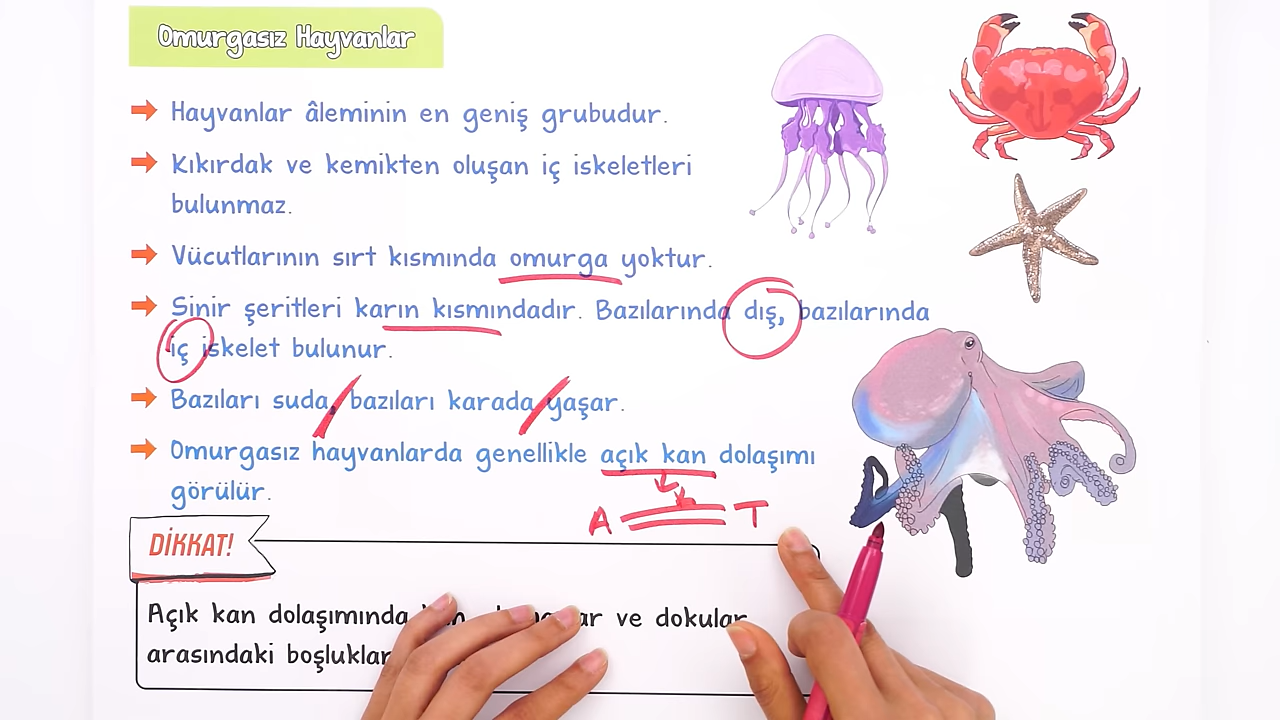 Omurgasız Hayvanlar
Hayvanlar âleminin en geniş grubudur.
Kıkırdak ve kemikten oluşan iç iskeletleri
bulunmaz.
Vücutlarının sırt kısmında omurga yoktur.
Sinir şeritleri karın kısmındadır. Bazılarında dış, bazılarında
iç iskelet bulunur.
Bazıları suda, bazıları karada yaşar.
Omurgasız hayvanlarda genellikle açık kan dolaşımı
görülür.
A T
DİKKAT!
Açık kan dolaşımında ve dokular
arasındaki